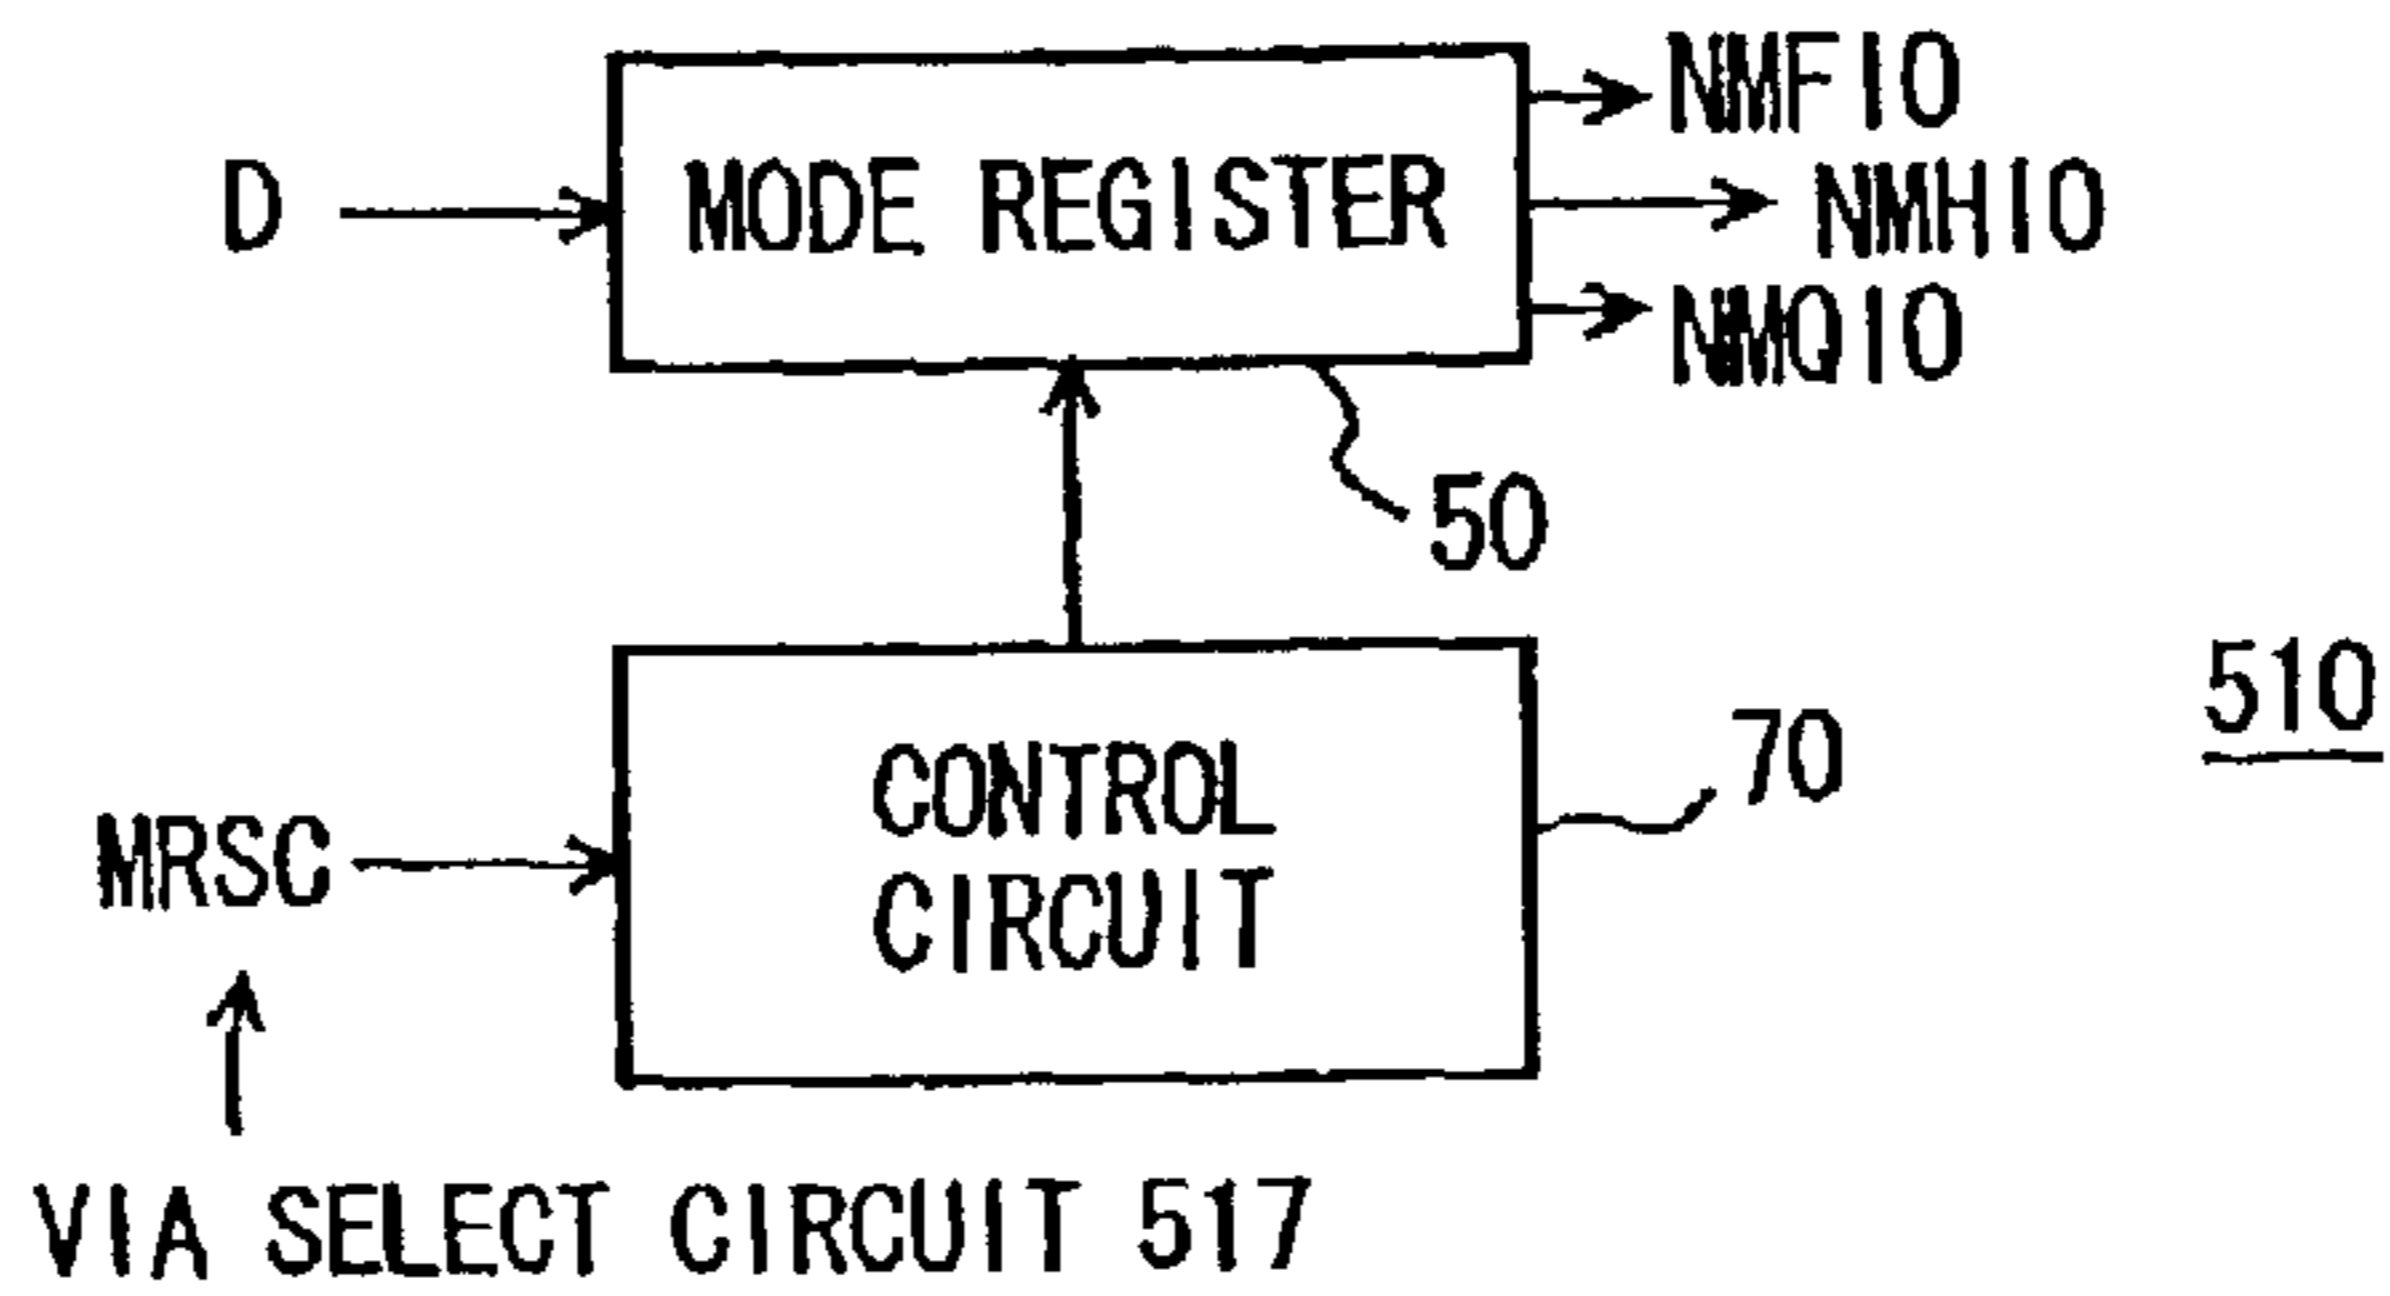 NMFIO
D
MODE REGISTER
NMHIO
NMQIO
50
510
70
CONTROL
CIRCUIT
MRSC
VIA SELECT CIRCUIT 517